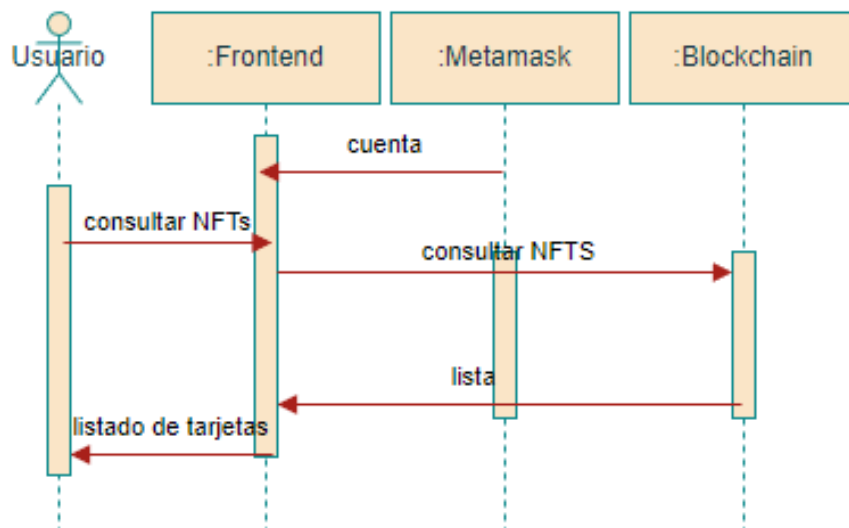 Usuario
:Frontend
:Metamask
:Blockchain
cuenta
consultar NFTs
consultar NFTS
lista
listado de tarjetas